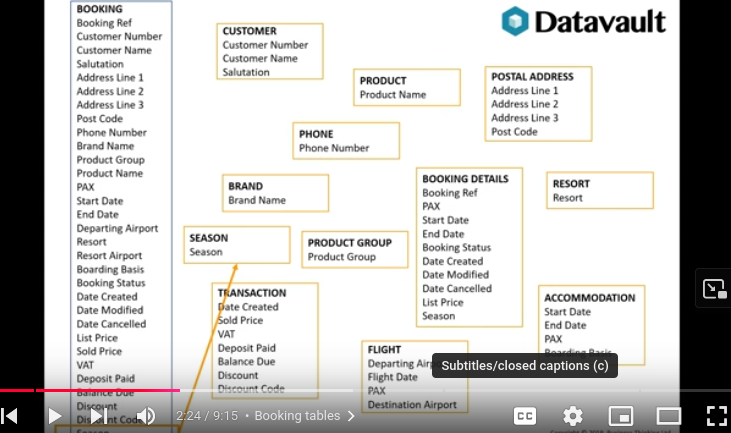 BOOKING
Booking Ref
Customer Number
Customer Name
Salutation
Address Line 1
Address Line 2
Address Line 3
Post Code
Phone Number
Brand Name
Product Group
Product Name
PAX
Start Date
End Date
Departing Airport
Resort
Resort Airport
Boarding Basis
Booking Status
Date Created
Date Modified
Date Cancelled
List Price
Sold Price
VAT
Deposit Paid
Balance Due
Discount
Discount Code
Season
CUSTOMER
Customer Number
Customer Name
Salutation
Datavault
PRODUCT
Product Name
POSTAL ADDRESS
Address Line 1
Address Line 2
Address Line 3
Post Code
PHONE
Phone Number
BRAND
Brand Name
BOOKING DETAILS
Booking Ref
PAX
Start Date
End Date
Booking Status
Date Created
Date Modified
Date Cancelled
List Price
Season
RESORT
Resort
SEASON
Season
PRODUCT GROUP
Product Group
TRANSACTION
Date Created
Sold Price
VAT
Deposit Paid
Balance Due
Discount
Discount Code
ACCOMMODATION
Start Date
End Date
PAX
Boarding Basis
FLIGHT
Departing
Flight Date
PAX
Destination Airport
Subtitles/closed captions (c)
2:24 / 9:15 • Booking tables
CC